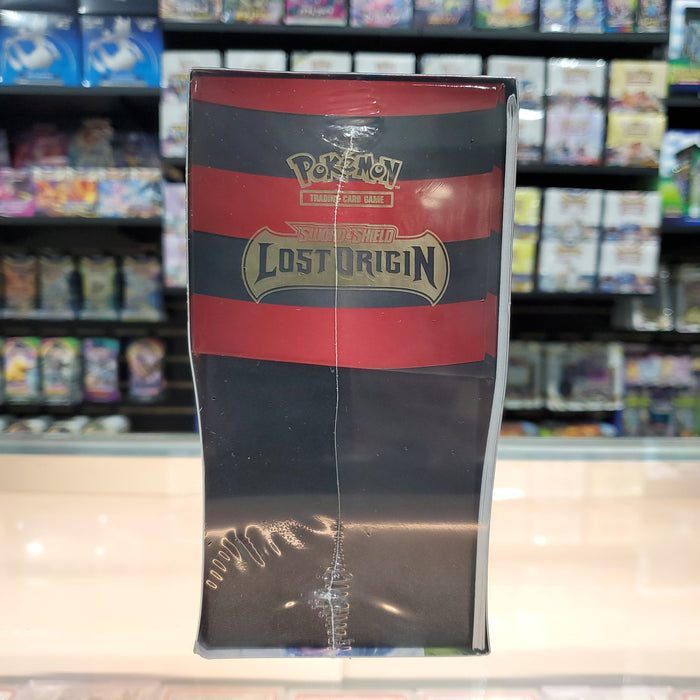 POKéMON
TRADING CARD GAME
SWORD & SHIELD
LOST ORIGIN